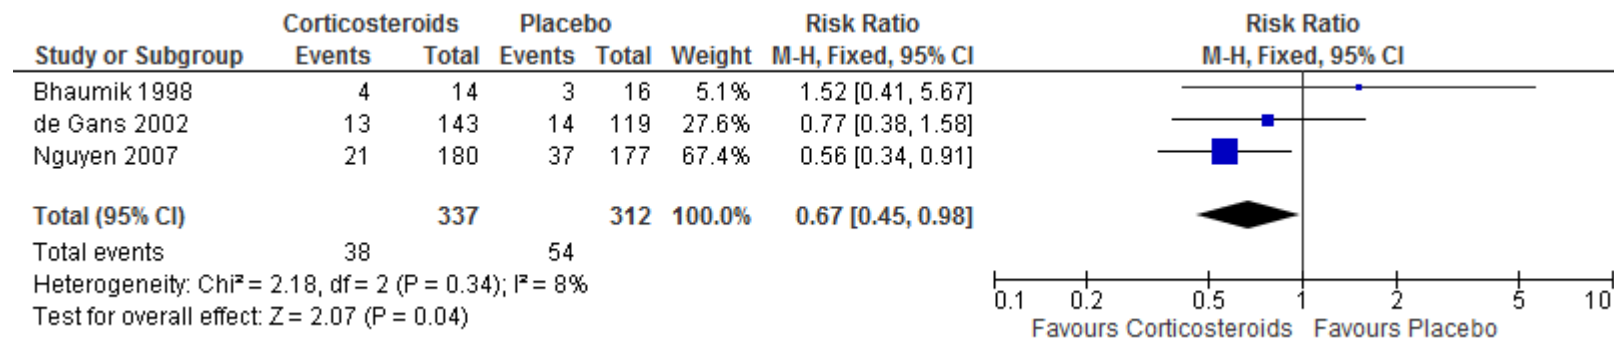 Corticosteroids Placebo Risk Ratio Risk Ratio
Study or Subgroup Events Total Events Total Weight M-H, Fixed, 95% CI M-H, Fixed, 95% CI
Bhaumik 1998 4 14 3 16 5.1% 1.52 [0.41, 5.67]
de Gans 2002 13 143 14 119 27.6% 0.77 [0.38, 1.58]
Nguyen 2007 21 180 37 177 67.4% 0.56 [0.34, 0.91]
Total (95% CI) 337 312 100.0% 0.67 [0.45, 0.98]
Total events 38 54
Heterogeneity: Chi² = 2.18, df = 2 (P = 0.34); I² = 8%
Test for overall effect: Z = 2.07 (P = 0.04)
0.1 0.2 0.5 1 2 5 10
Favours Corticosteroids Favours Placebo